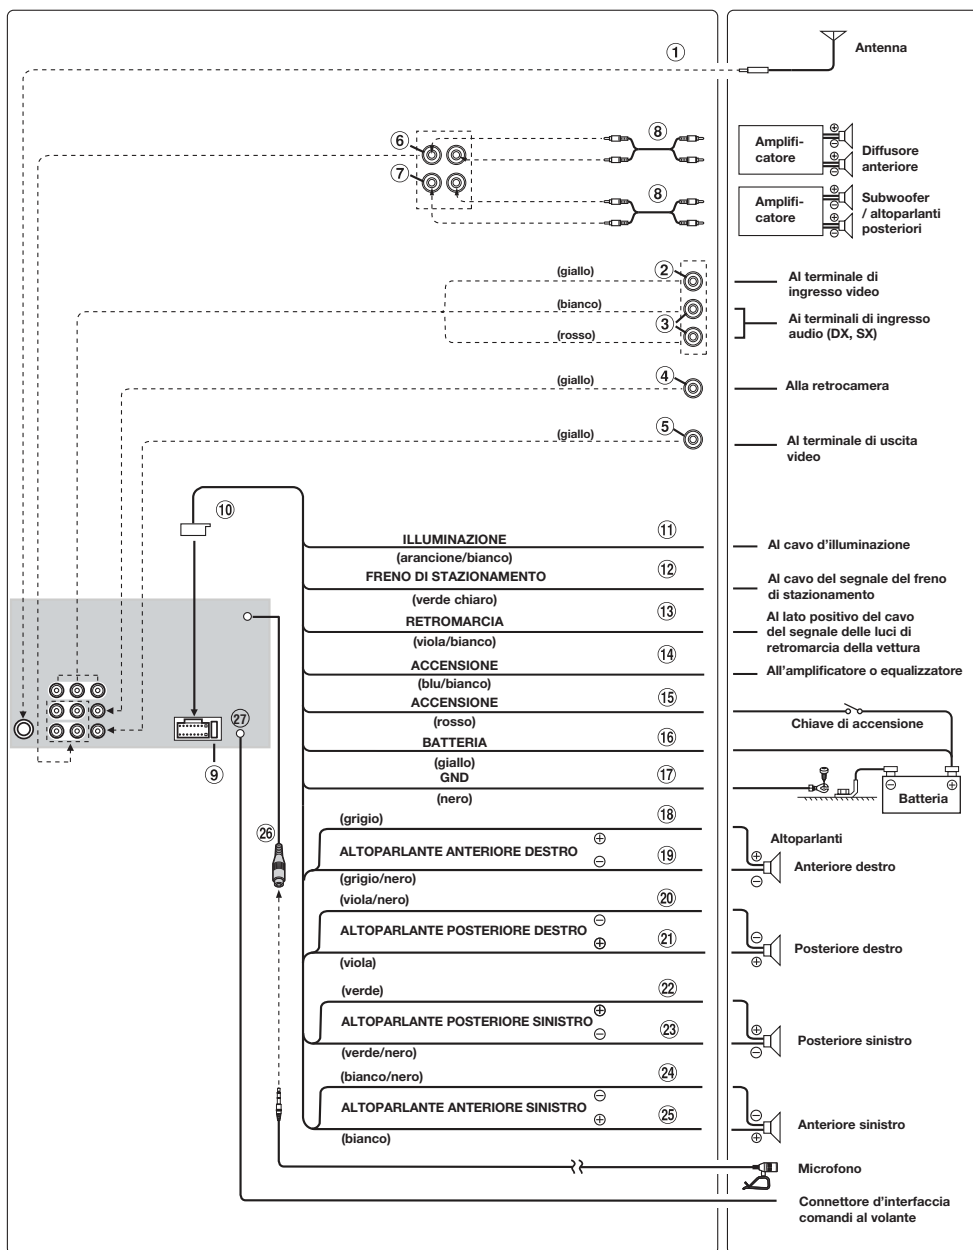 ①
Antenna
⑥
⑧
Amplifi-
catore
Diffusore
anteriore
⑦
⑧
Amplifi-
catore
Subwoofer
/ altoparlanti
posteriori
⊕
⊖
⊕
⊖
⊕
⊖
⊕
⊖
(giallo)
②
Al terminale di
ingresso video
(bianco)
③
(rosso)
Ai terminali di ingresso
audio (DX, SX)
(giallo)
④
Alla retrocamera
(giallo)
⑤
Al terminale di uscita
video
⑩
ILLUMINAZIONE
⑪
(arancione/bianco)
Al cavo d'illuminazione
FRENO DI STAZIONAMENTO
⑫
(verde chiaro)
Al cavo del segnale del freno
di stazionamento
RETROMARCIA
⑬
(viola/bianco)
Al lato positivo del cavo
del segnale delle luci di
retromarcia della vettura
ACCENSIONE
⑭
(blu/bianco)
All'amplificatore o equalizzatore
ACCENSIONE
⑮
(rosso)
Chiave di accensione
BATTERIA
⑯
(giallo)
GND
⑰
(nero)
⊖
⊕
Batteria
㉗
⑨
㉖
(grigio)
⑱
ALTOPARLANTE ANTERIORE DESTRO
⊕
⊖
⑲
(grigio/nero)
Altoparlanti
⊕
⊖
Anteriore destro
(viola/nero)
⑳
ALTOPARLANTE POSTERIORE DESTRO
⊖
⊕
㉑
(viola)
⊖
⊕
Posteriore destro
(verde)
㉒
ALTOPARLANTE POSTERIORE SINISTRO
⊕
⊖
㉓
(verde/nero)
⊕
⊖
Posteriore sinistro
(bianco/nero)
㉔
ALTOPARLANTE ANTERIORE SINISTRO
⊖
⊕
㉕
(bianco)
⊖
⊕
Anteriore sinistro
Microfono
Connettore d'interfaccia
comandi al volante